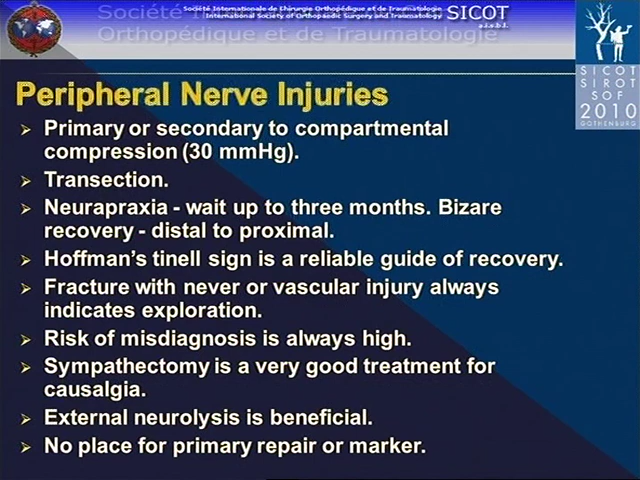 Société Internationale de Chirurgie Orthopédique et de Traumatologie
International Society of Orthopaedic Surgery and Traumatology
SICOT
a.i.s.b.l.
Société In
Orthopédique et de Traumatologie
SICOT
SIROT
SOF
2010
GOTHENBURG
Peripheral Nerve Injuries
Primary or secondary to compartmental
compression (30 mmHg).
Transection.
Neurapraxia - wait up to three months. Bizare
recovery - distal to proximal.
Hoffman's tinell sign is a reliable guide of recovery.
Fracture with never or vascular injury always
indicates exploration.
Risk of misdiagnosis is always high.
Sympathectomy is a very good treatment for
causalgia.
External neurolysis is beneficial.
No place for primary repair or marker.